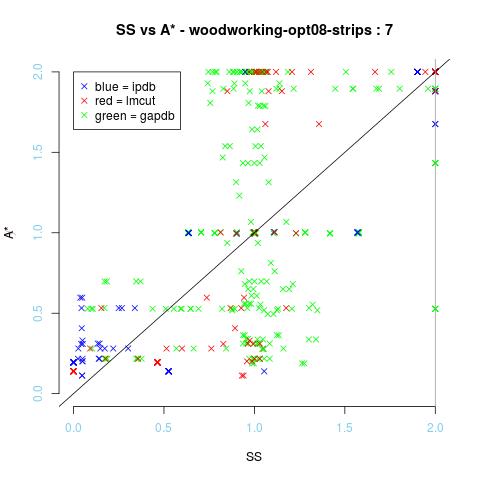 SS vs A* - woodworking-opt08-strips : 7
2.0
blue = lpdb
red = lmcut
green = gapdb
1.5
A*
1.0
0.5
0.0
0.0 0.5 1.0 1.5 2.0
SS